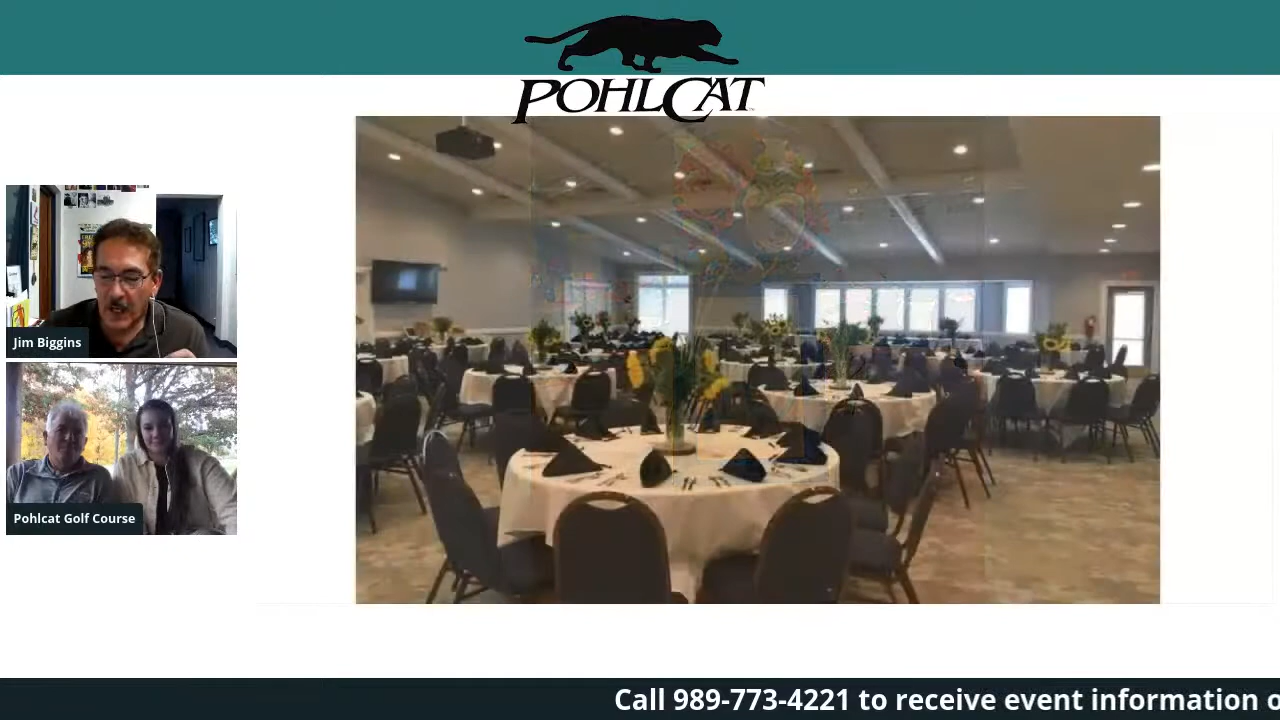 POHLCAT
Jim Biggins
Pohlcat Golf Course
Call 989-773-4221 to receive event information o